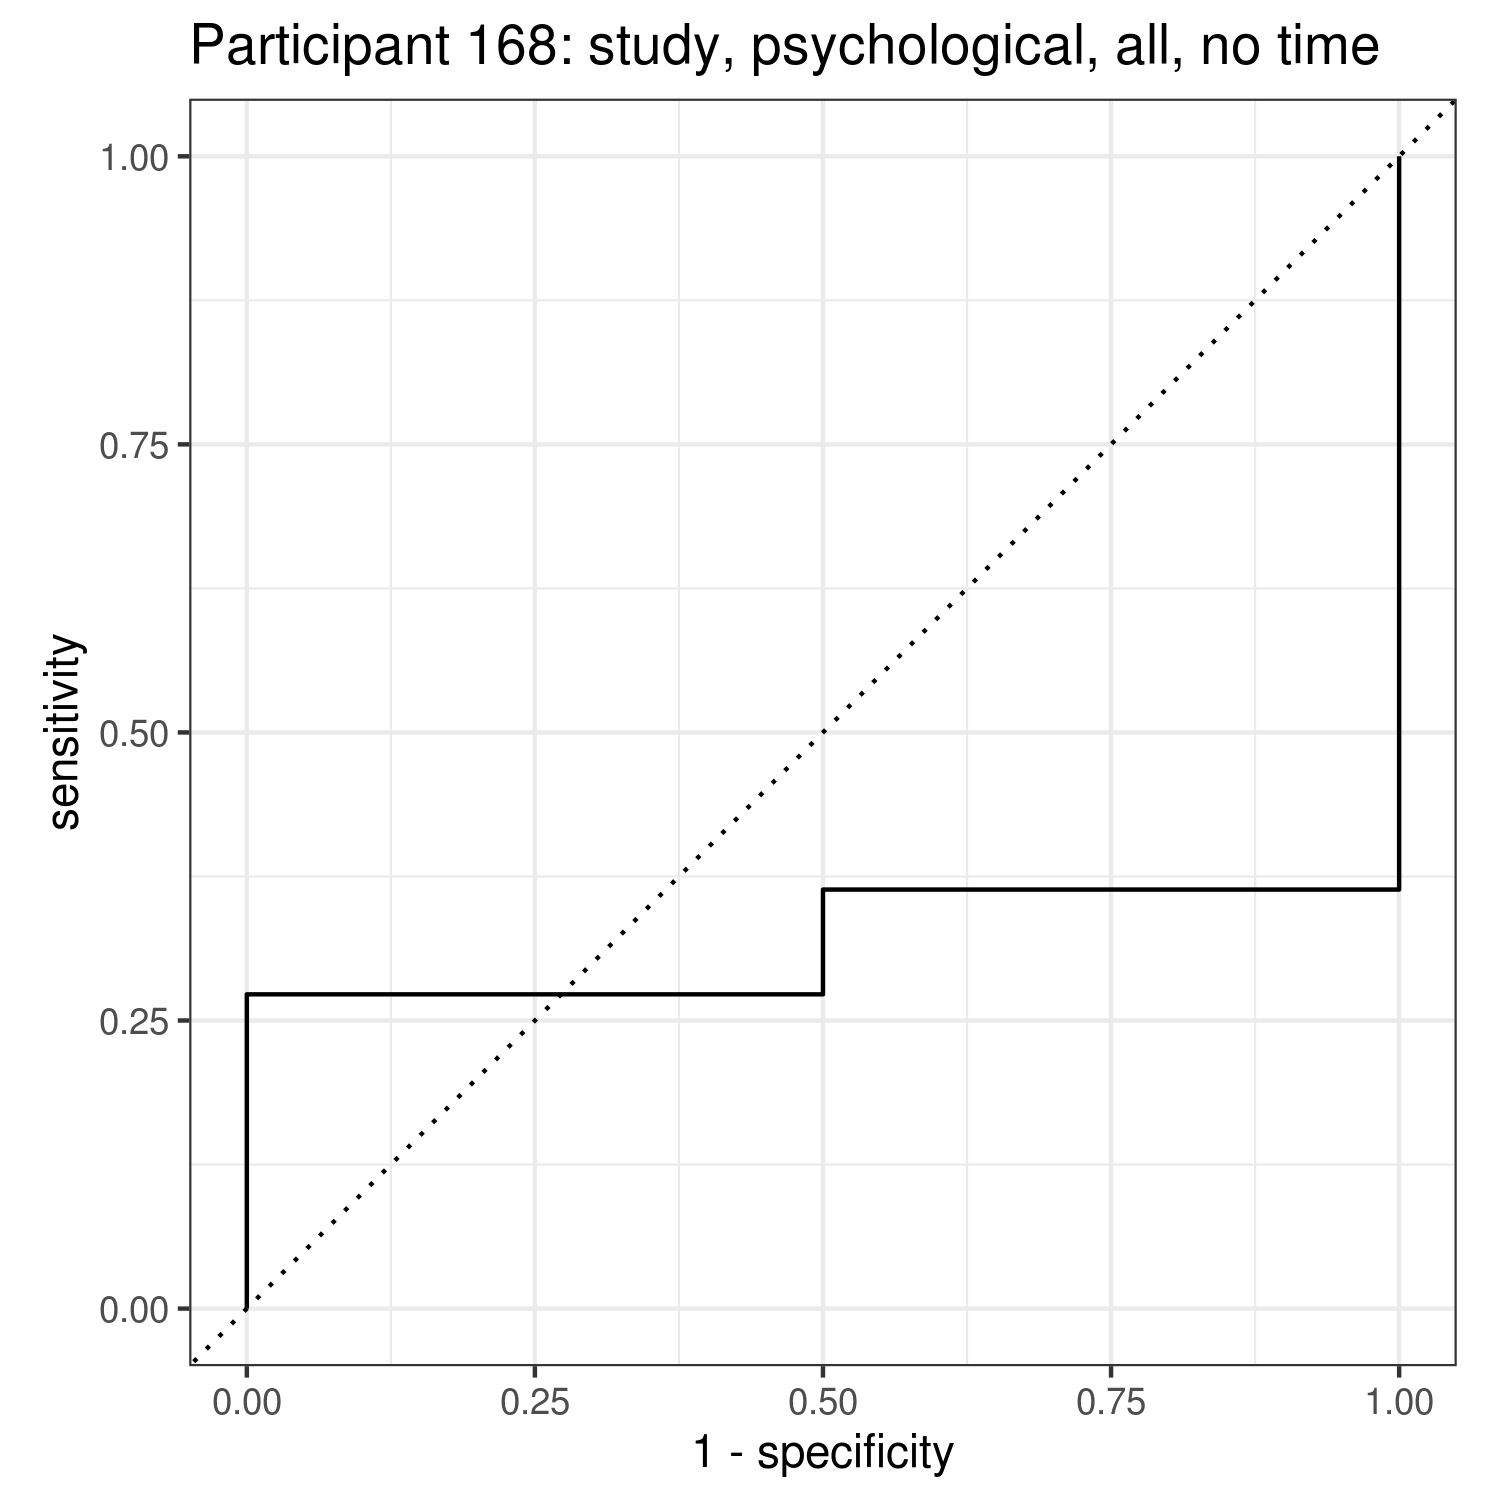 Participant 168: study, psychological, all, no time
1.00
0.75
0.50
0.25
0.00
sensitivity
0.00 0.25 0.50 0.75 1.00
1 - specificity